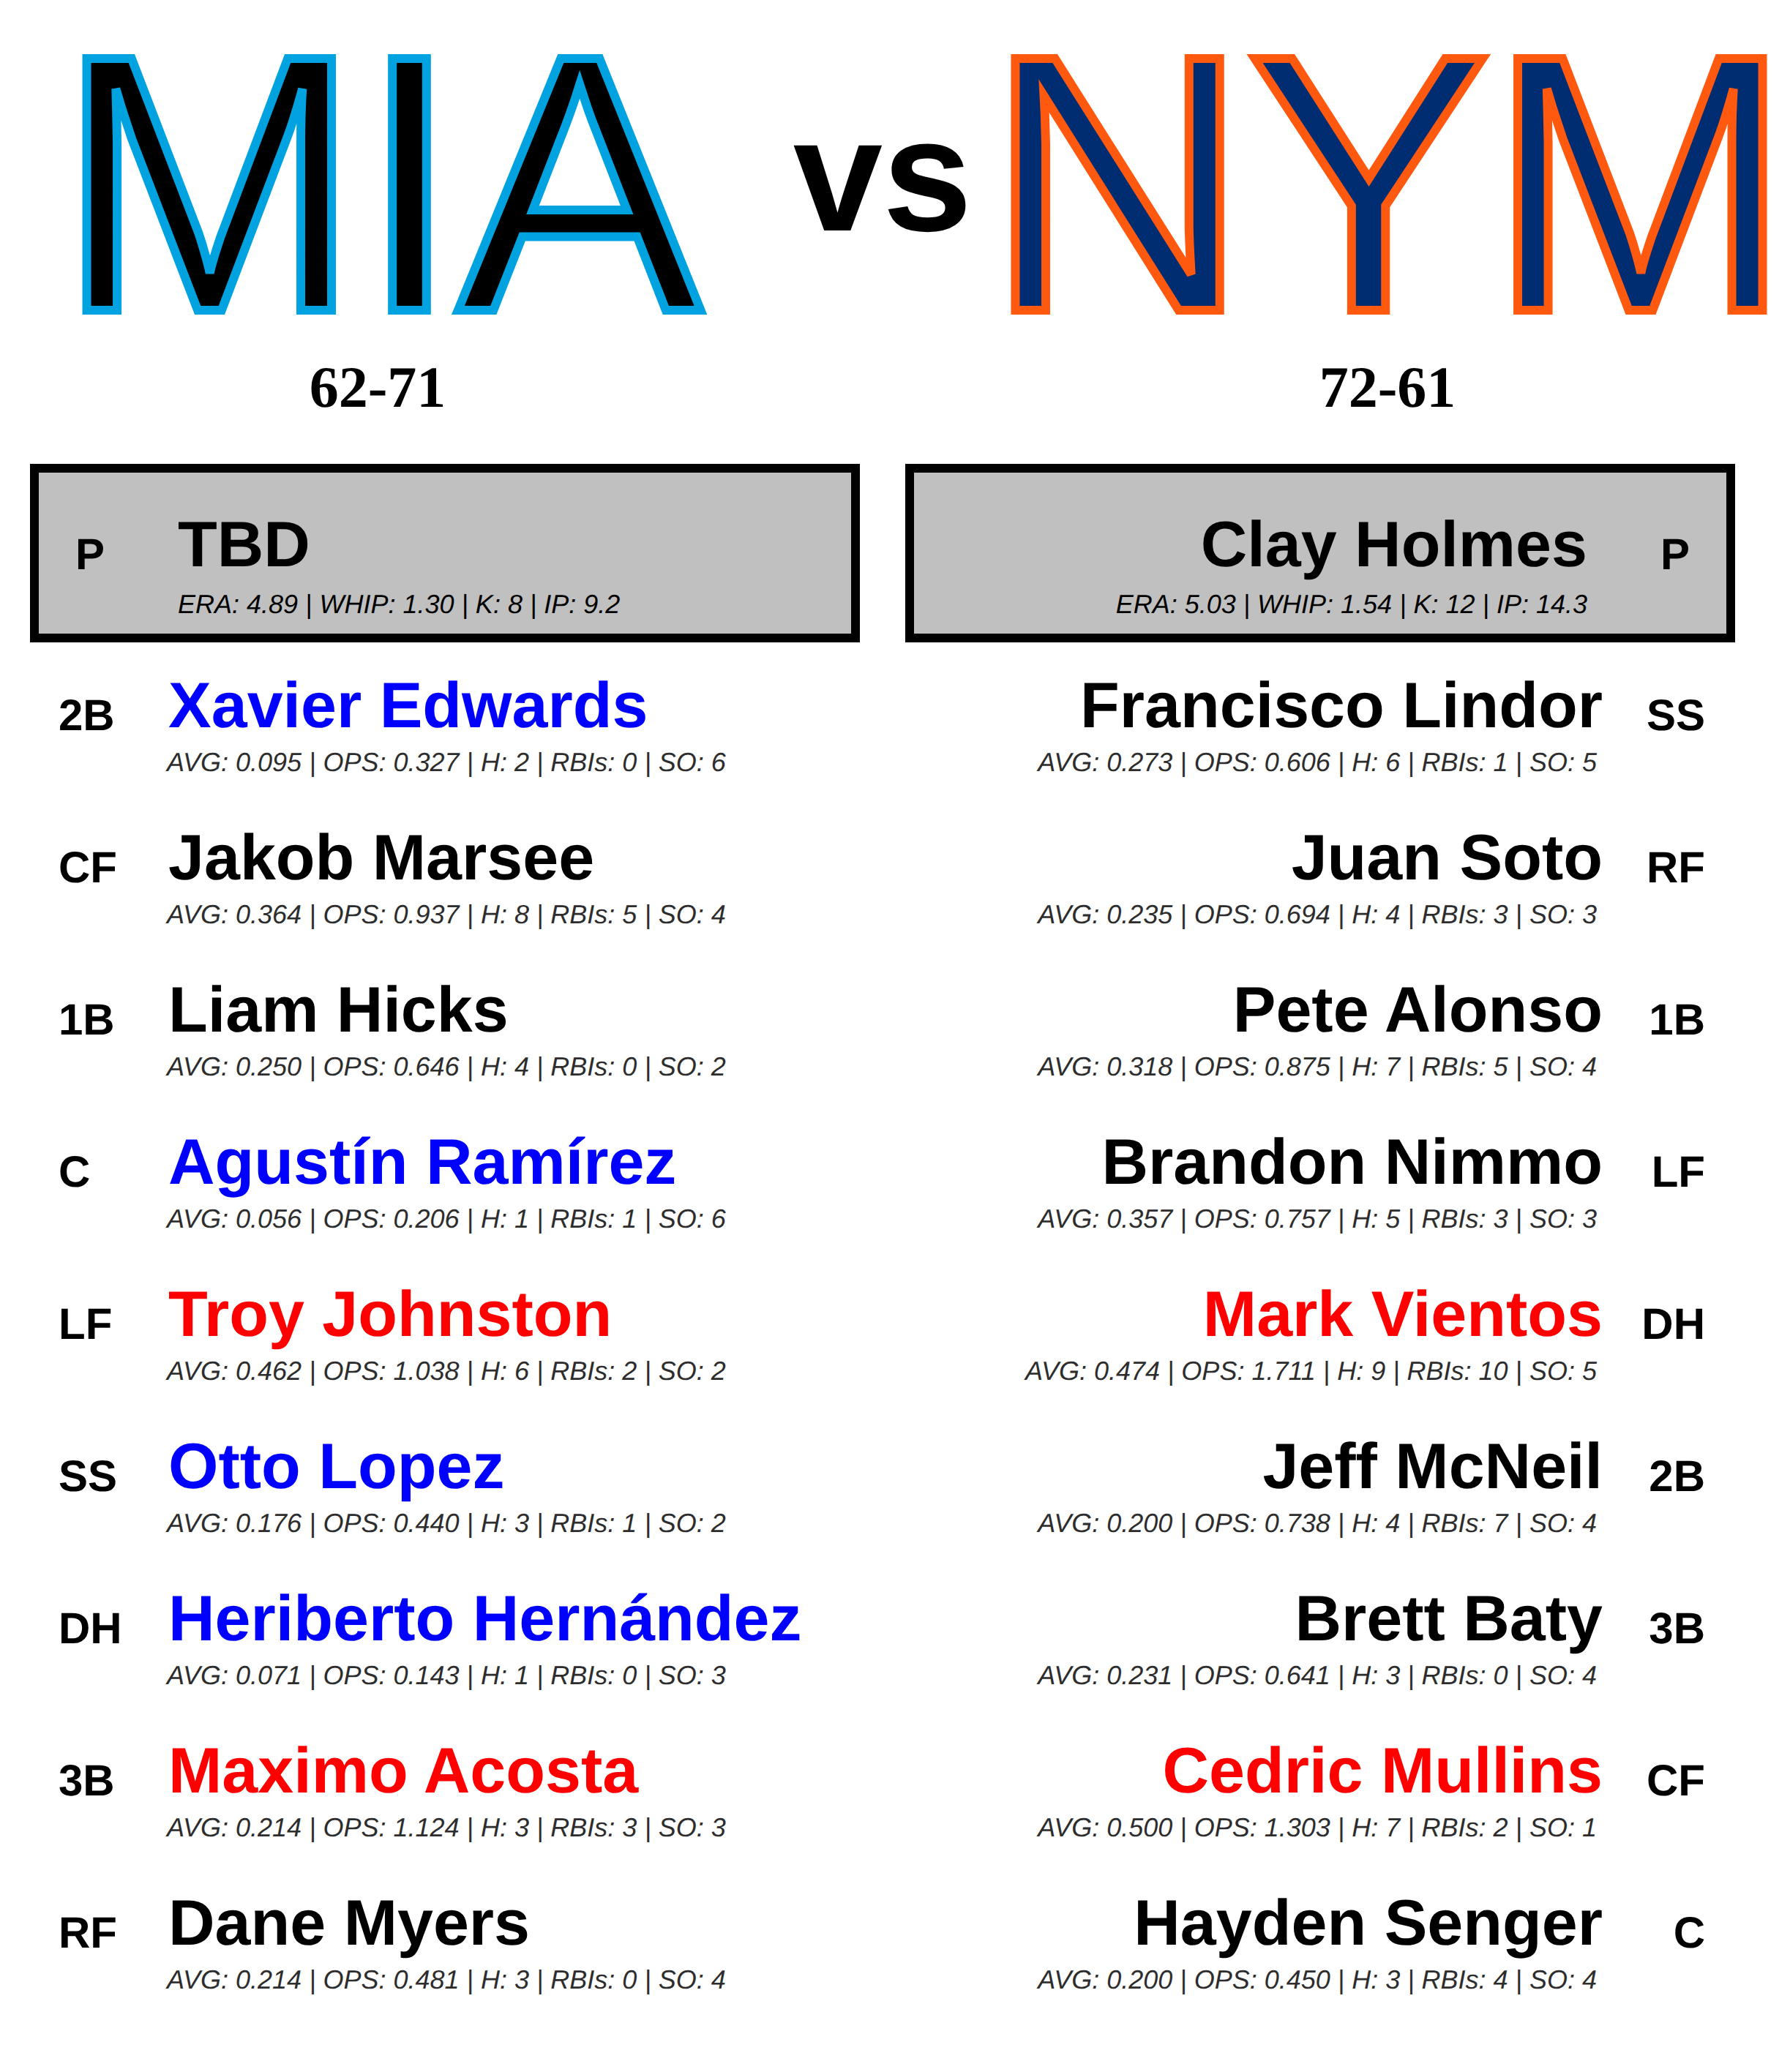 MIA vs NYM
62-71 72-61
P TBD Clay Holmes P
ERA: 4.89 | WHIP: 1.30 | K: 8 | IP: 9.2 ERA: 5.03 | WHIP: 1.54 | K: 12 | IP: 14.3
2B Xavier Edwards Francisco Lindor SS
AVG: 0.095 | OPS: 0.327 | H: 2 | RBIs: 0 | SO: 6 AVG: 0.273 | OPS: 0.606 | H: 6 | RBIs: 1 | SO: 5
CF Jakob Marsee Juan Soto RF
AVG: 0.364 | OPS: 0.937 | H: 8 | RBIs: 5 | SO: 4 AVG: 0.235 | OPS: 0.694 | H: 4 | RBIs: 3 | SO: 3
1B Liam Hicks Pete Alonso 1B
AVG: 0.250 | OPS: 0.646 | H: 4 | RBIs: 0 | SO: 2 AVG: 0.318 | OPS: 0.875 | H: 7 | RBIs: 5 | SO: 4
C Agustín Ramírez Brandon Nimmo LF
AVG: 0.056 | OPS: 0.206 | H: 1 | RBIs: 1 | SO: 6 AVG: 0.357 | OPS: 0.757 | H: 5 | RBIs: 3 | SO: 3
LF Troy Johnston Mark Vientos DH
AVG: 0.462 | OPS: 1.038 | H: 6 | RBIs: 2 | SO: 2 AVG: 0.474 | OPS: 1.711 | H: 9 | RBIs: 10 | SO: 5
SS Otto Lopez Jeff McNeil 2B
AVG: 0.176 | OPS: 0.440 | H: 3 | RBIs: 1 | SO: 2 AVG: 0.200 | OPS: 0.738 | H: 4 | RBIs: 7 | SO: 4
DH Heriberto Hernández Brett Baty 3B
AVG: 0.071 | OPS: 0.143 | H: 1 | RBIs: 0 | SO: 3 AVG: 0.231 | OPS: 0.641 | H: 3 | RBIs: 0 | SO: 4
3B Maximo Acosta Cedric Mullins CF
AVG: 0.214 | OPS: 1.124 | H: 3 | RBIs: 3 | SO: 3 AVG: 0.500 | OPS: 1.303 | H: 7 | RBIs: 2 | SO: 1
RF Dane Myers Hayden Senger C
AVG: 0.214 | OPS: 0.481 | H: 3 | RBIs: 0 | SO: 4 AVG: 0.200 | OPS: 0.450 | H: 3 | RBIs: 4 | SO: 4